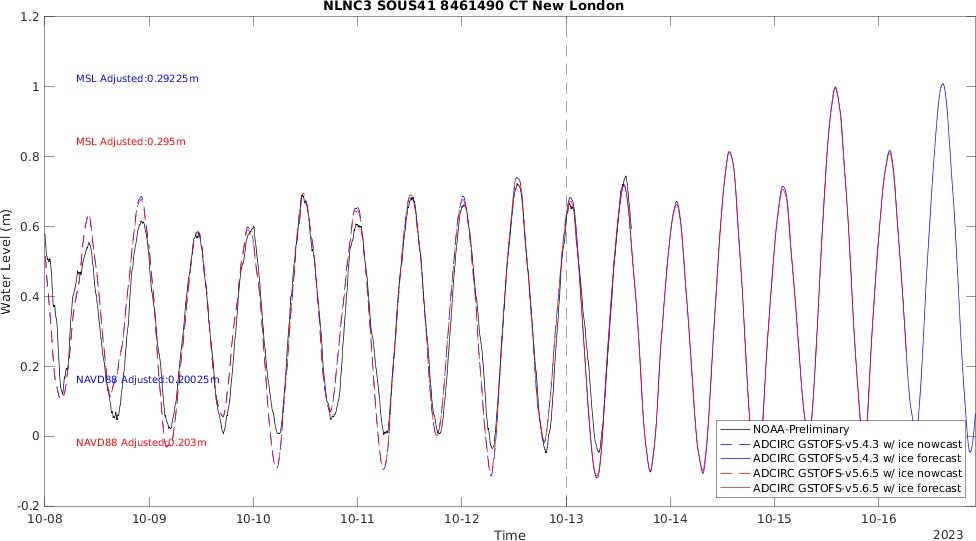 NLNC3 SOUS41 8461490 CT New London
1.2
1
0.8
0.6
0.4
0.2
0
-0.2
Water Level (m)
MSL Adjusted:0.29225m
MSL Adjusted:0.295m
NAVD88 Adjusted:0.20025m
NAVD88 Adjusted:0.203m
NOAA-Preliminary
ADCIRC GSTOFS-v5.4.3 w/ ice nowcast
ADCIRC GSTOFS-v5.4.3 w/ ice forecast
ADCIRC GSTOFS-v5.6.5 w/ ice nowcast
ADCIRC GSTOFS-v5.6.5 w/ ice forecast
10-08 10-09 10-10 10-11 10-12 10-13 10-14 10-15 10-16
Time
2023